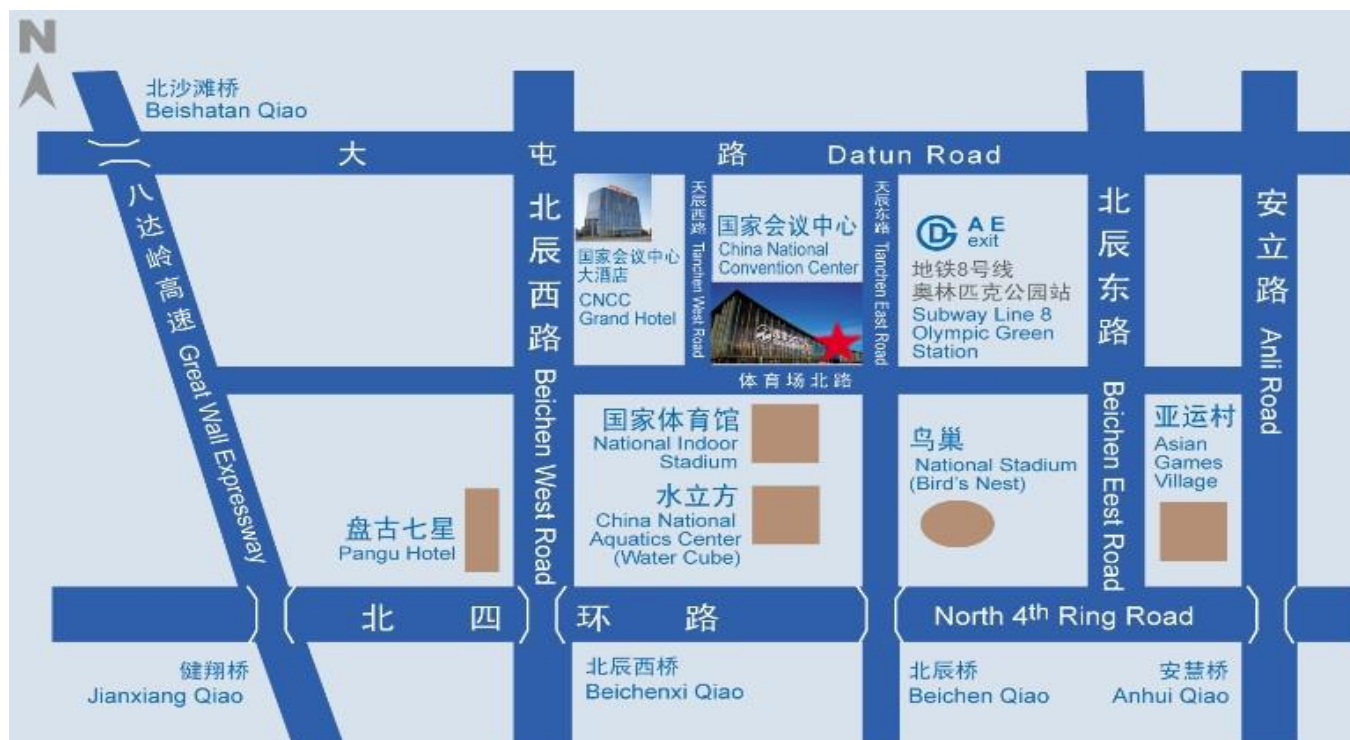 N
北沙滩桥
Beishatan Qiao
大屯路 Datun Road
八达岭高速 Great Wall Expressway
北辰西路 Beichen West Road
国家会议中心
大酒店
CNCC
Grand Hotel
天辰西路 Tianchen West Road
国家会议中心
China National
Convention Center
天辰东路 Tianchen East Road
A E
exit
地铁8号线
奥林匹克公园站
Subway Line 8
Olympic Green
Station
北辰东路 Beichen Eest Road
安立路 Anli Road
体育场北路
国家体育馆
National Indoor
Stadium
水立方
China National
Aquatics Center
(Water Cube)
鸟巢
National Stadium
(Bird's Nest)
亚运村
Asian
Games
Village
盘古七星
Pangu Hotel
北四环路 North 4th Ring Road
健翔桥
Jianxiang Qiao
北辰西桥
Beichenxi Qiao
北辰桥
Beichen Qiao
安慧桥
Anhui Qiao